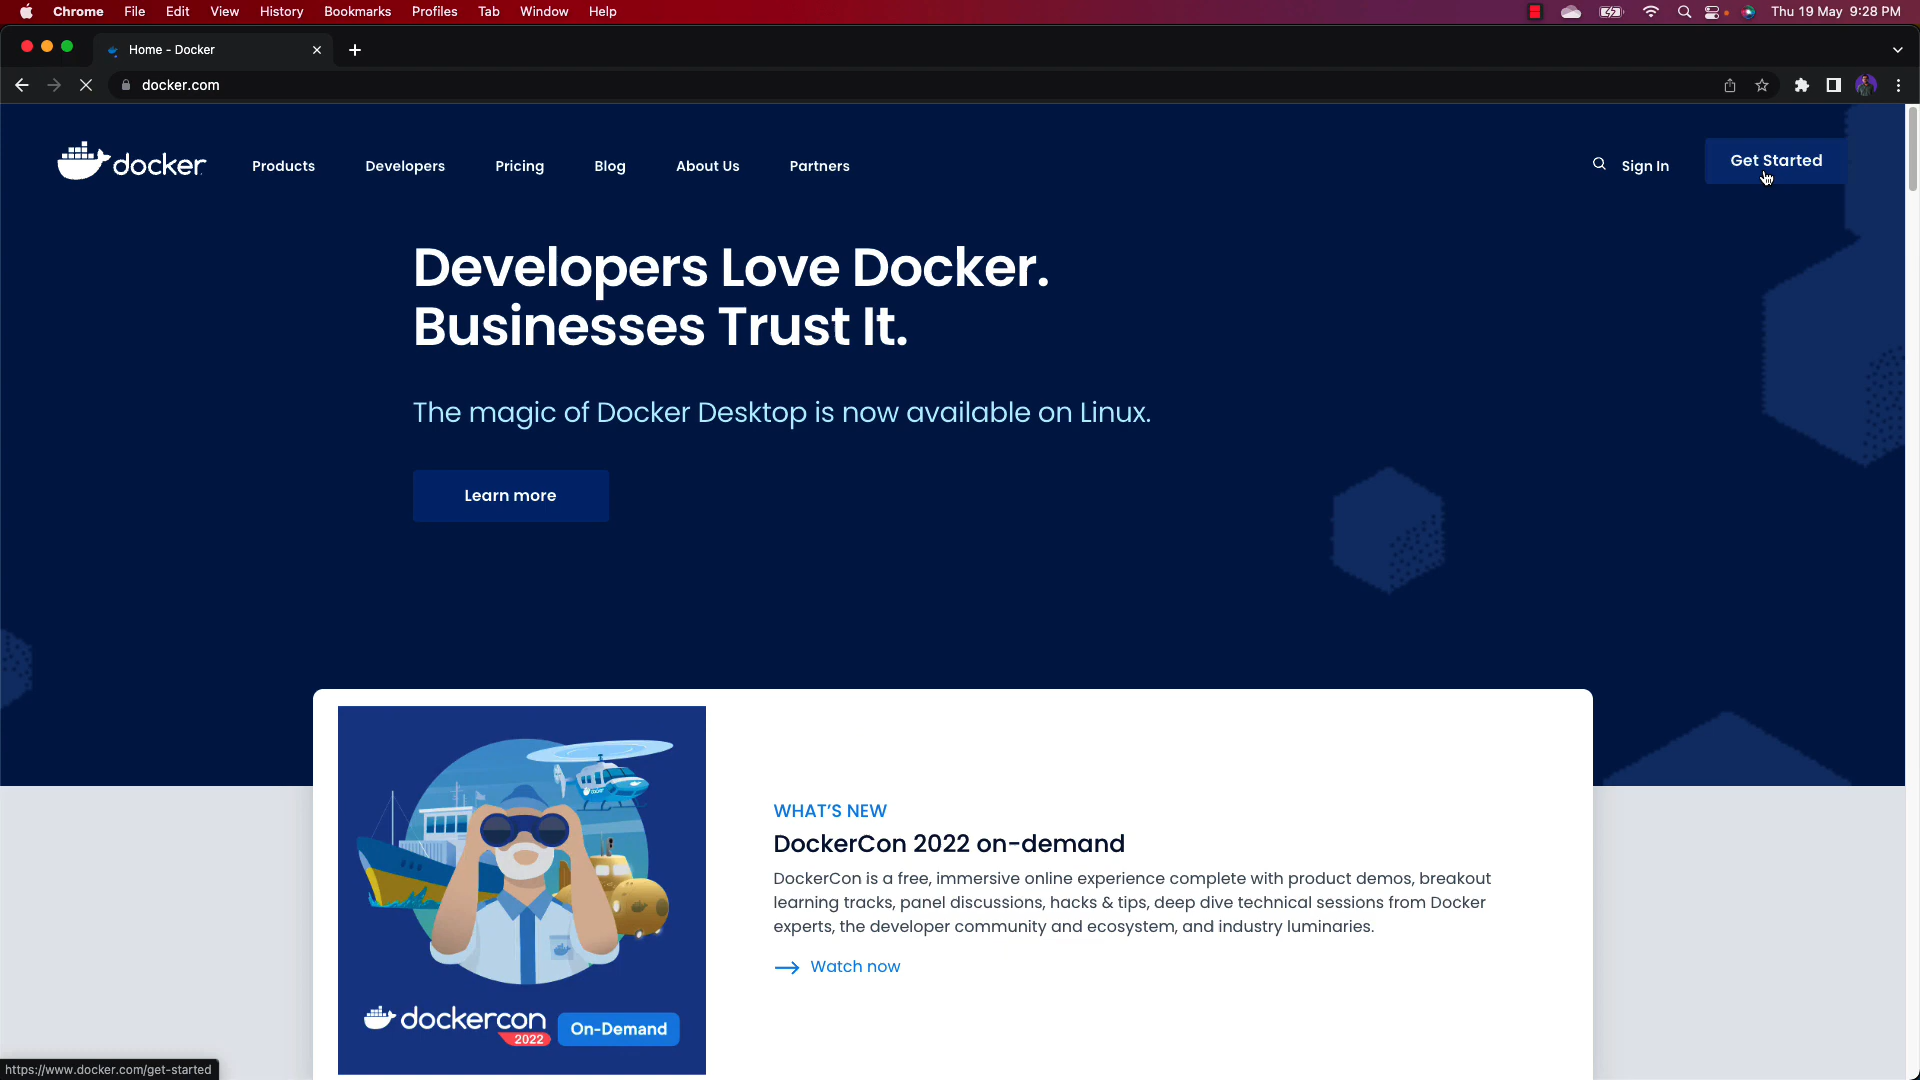 Chrome File Edit View History Bookmarks Profiles Tab Window Help Thu 19 May 9:28 PM
Home - Docker
docker.com
docker Products Developers Pricing Blog About Us Partners Sign In Get Started
Developers Love Docker.
Businesses Trust It.
The magic of Docker Desktop is now available on Linux.
Learn more
WHAT'S NEW
DockerCon 2022 on-demand
DockerCon is a free, immersive online experience complete with product demos, breakout
learning tracks, panel discussions, hacks & tips, deep dive technical sessions from Docker
experts, the developer community and ecosystem, and industry luminaries.
Watch now
dockercon
2022
On-Demand
https://www.docker.com/get-started